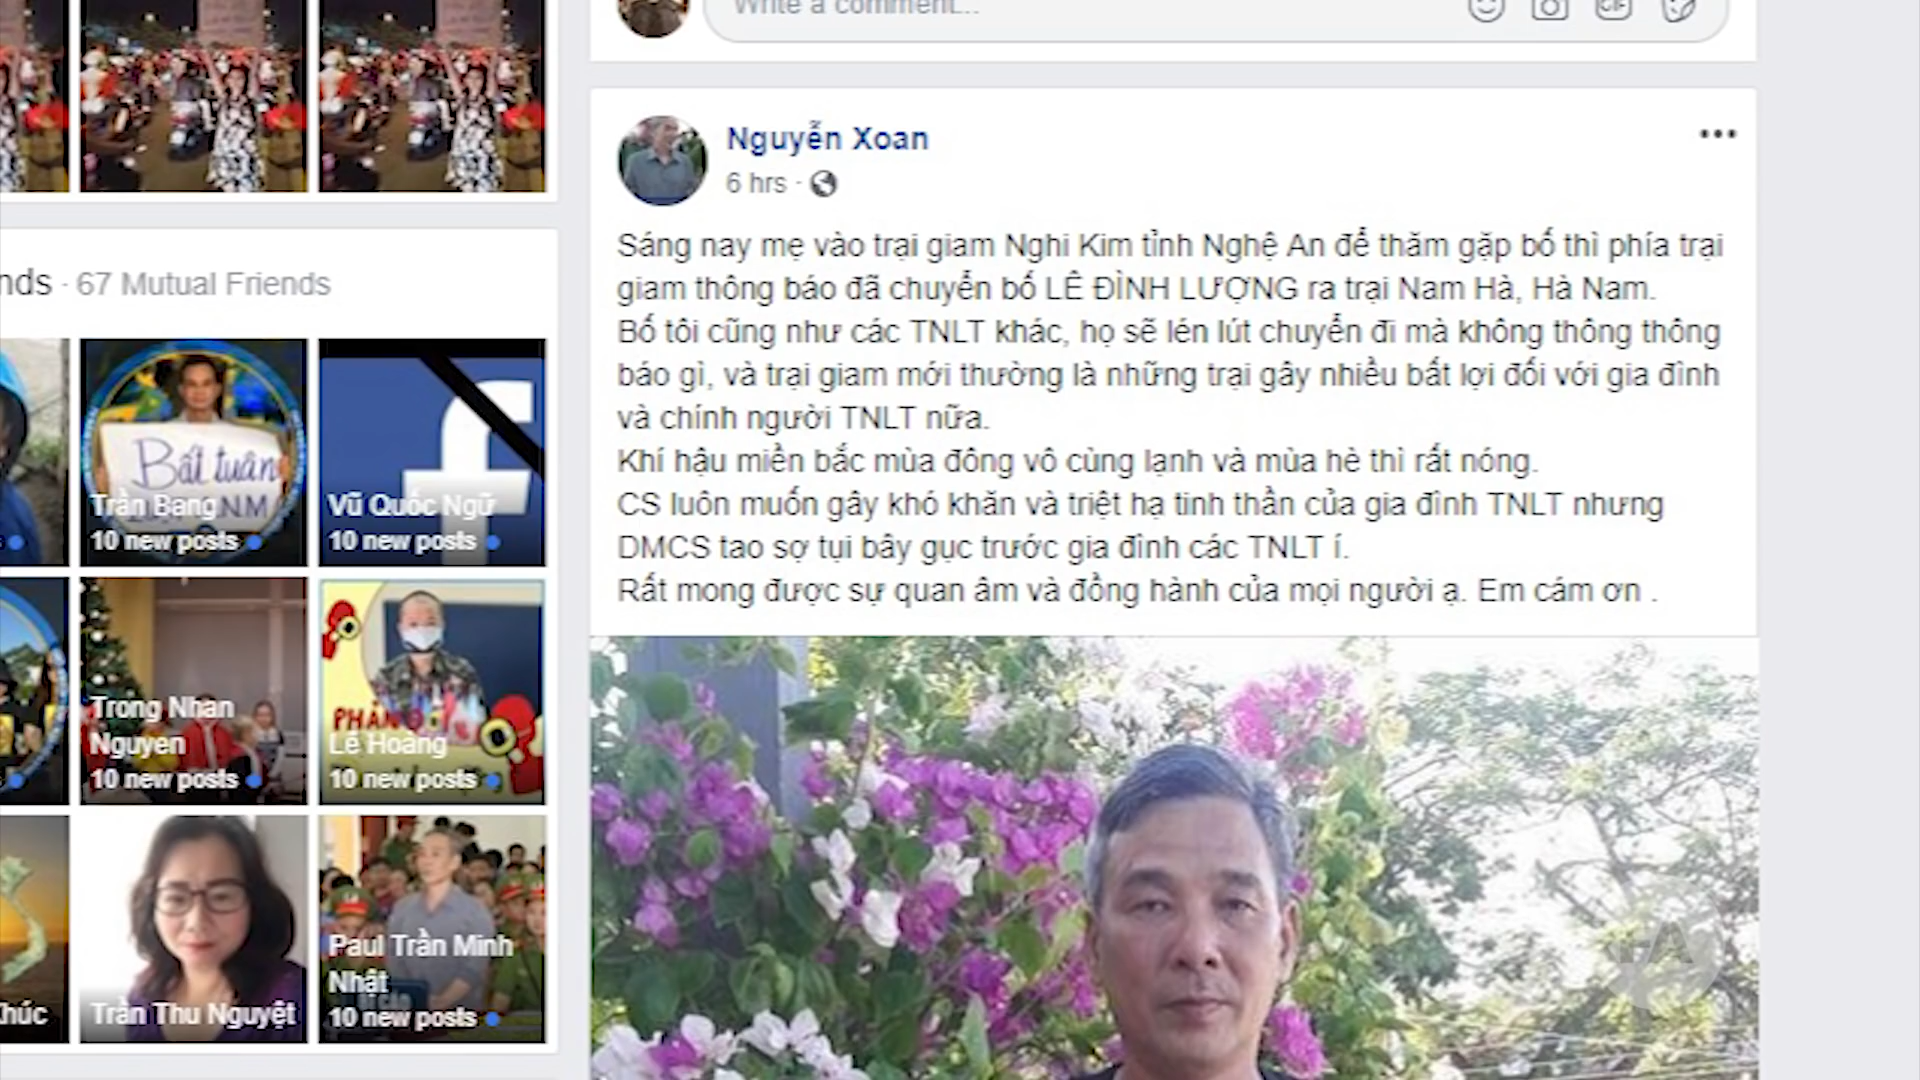 Write a comment...
GIF
Nguyễn Xoan
6 hrs ·
Sáng nay mẹ vào trại giam Nghi Kim tỉnh Nghệ An để thăm gặp bố thì phía trại
giam thông báo đã chuyển bố LÊ ĐÌNH LƯỢNG ra trại Nam Hà, Hà Nam.
Bố tôi cũng như các TNLT khác, họ sẽ lén lút chuyển đi mà không thông thông
báo gì, và trại giam mới thường là những trại gây nhiều bất lợi đối với gia đình
và chính người TNLT nữa.
Khí hậu miền bắc mùa đông vô cùng lạnh và mùa hè thì rất nóng.
CS luôn muốn gây khó khăn và triệt hạ tinh thần của gia đình TNLT nhưng
DMCS tao sợ tụi bây gục trước gia đình các TNLT í.
Rất mong được sự quan âm và đồng hành của mọi người ạ. Em cám ơn .
nds · 67 Mutual Friends
Bất tuân
NM
Trần Bang
10 new posts
Vũ Quốc Ngữ
10 new posts
Trong Nhan
Nguyen
10 new posts
PHẢN
Lê Hoàng
10 new posts
húc
Trần Thu Nguyệt
Paul Trần Minh
Nhật
10 new posts